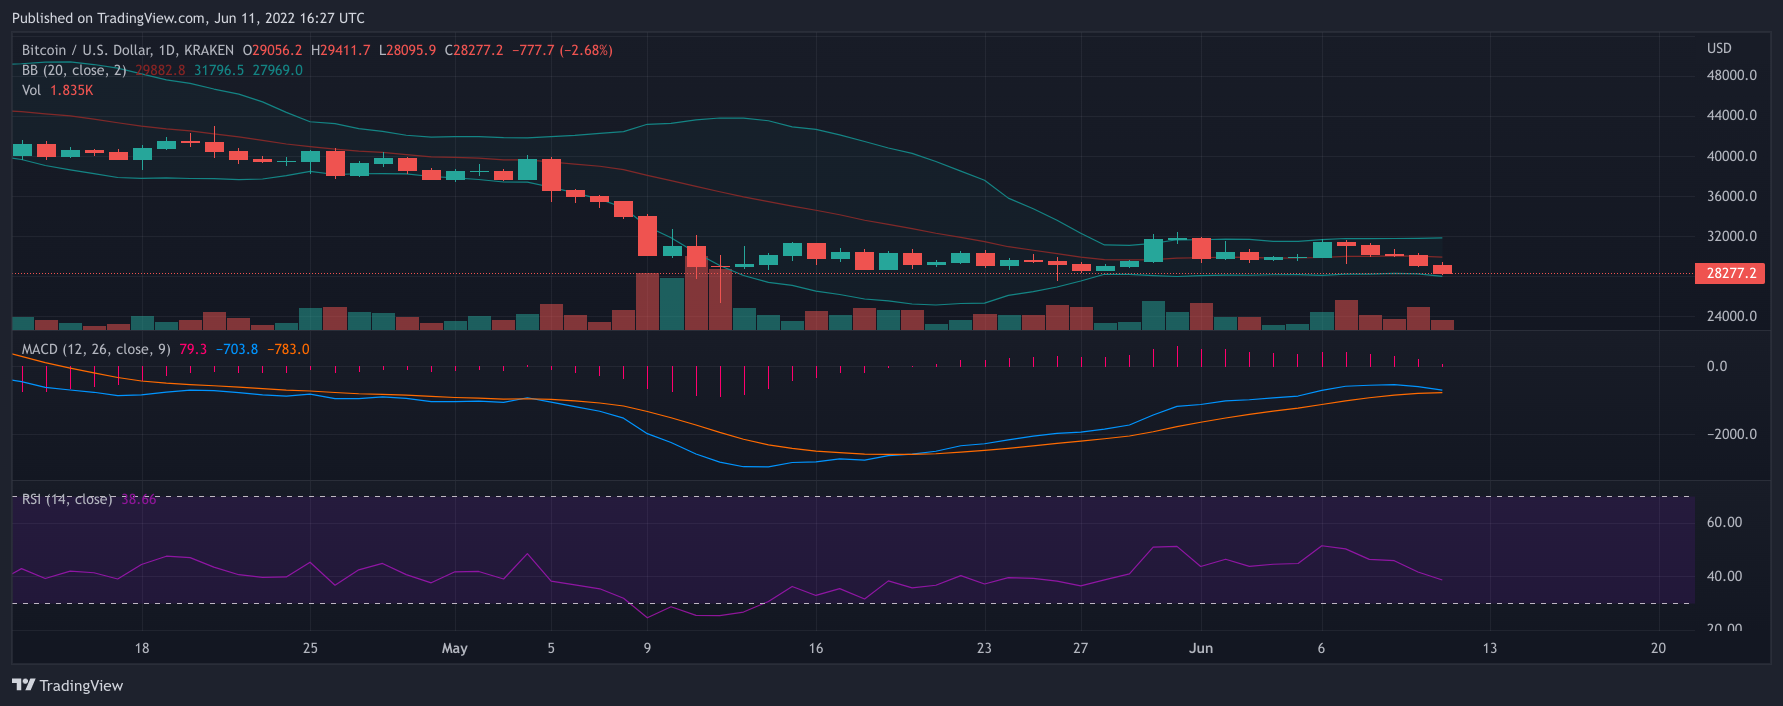 Published on TradingView.com, Jun 11, 2022 16:27 UTC
Bitcoin / U.S. Dollar, 1D, KRAKEN O29056.2 H29411.7 L28095.9 C28277.2 −777.7 (−2.68%)
USD
BB (20, close, 2) 29882.8 31796.5 27969.0
48000.0
Vol 1.835K
44000.0
40000.0
36000.0
32000.0
28277.2
24000.0
MACD (12, 26, close, 9) 79.3 −703.8 −783.0
0.0
−2000.0
RSI (14, close) 38.66
60.00
40.00
20.00
18 25 May 5 9 16 23 27 Jun 6 13 20
TradingView